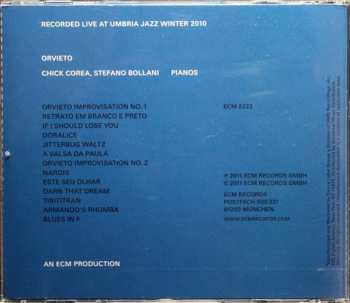 RECORDED LIVE AT UMBRIA JAZZ WINTER 2010
ORVIETO
CHICK COREA, STEFANO BOLLANI PIANOS
ORVIETO IMPROVISATION NO. 1
RETRATO EM BRANCO E PRETO
IF I SHOULD LOSE YOU
DORALICE
JITTERBUG WALTZ
A VALSA DA PAULA
ORVIETO IMPROVISATION NO. 2
NARDIS
ESTE SEU OLHAR
DARN THAT DREAM
TIRITITRAN
ARMANDO'S RHUMBA
BLUES IN F
ECM 2222
℗ 2011 ECM RECORDS GMBH
© 2011 ECM RECORDS GMBH
ECM RECORDS
POSTFACH 600 331
81203 MÜNCHEN
WWW.ECMRECORDS.COM
AN ECM PRODUCTION